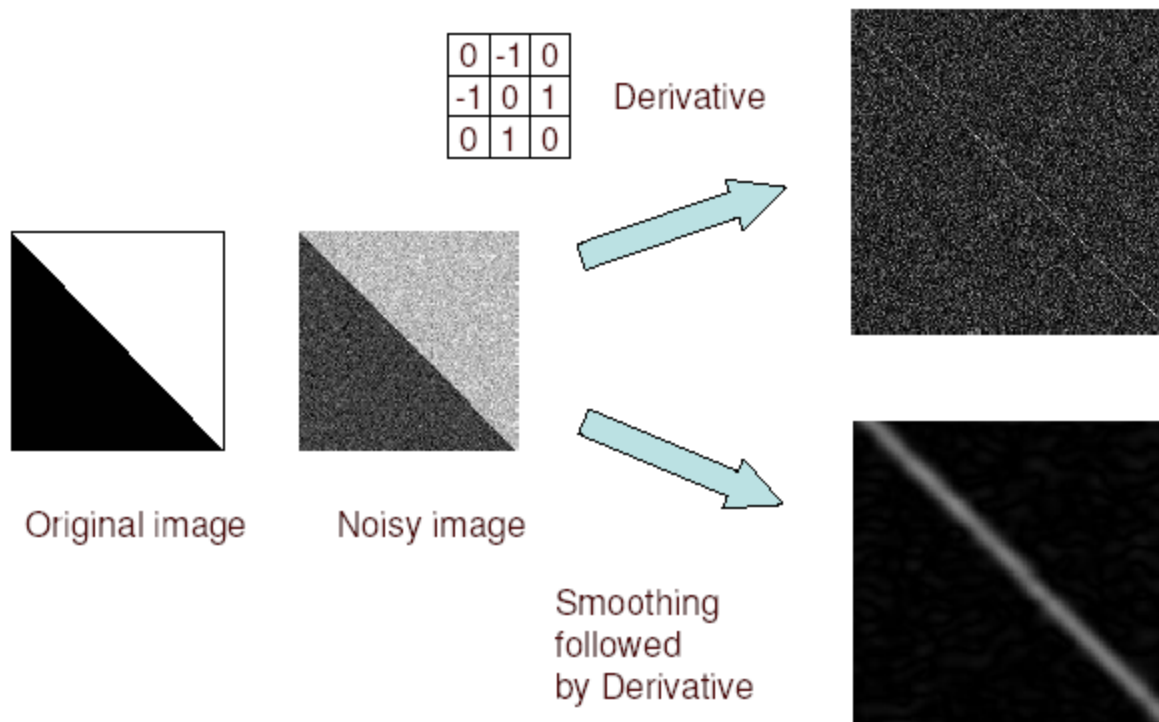 0 -1 0
-1 0 1
0 1 0
Derivative
Original image
Noisy image
Smoothing
followed
by Derivative